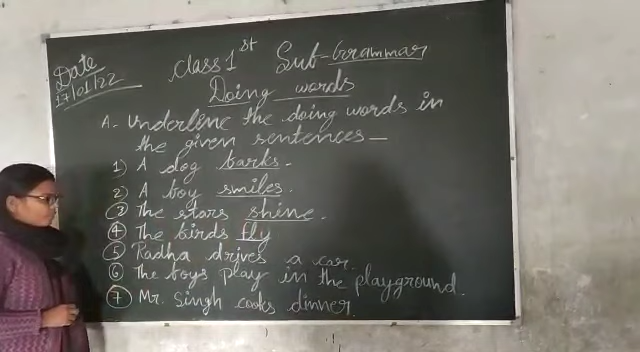 Date
17/01/22
Class 1st Sub-Grammar
Doing words
A- Underline the doing words in
the given sentences—
1) A dog barks.
2) A boy smiles.
3 The stars shine.
4 The birds fly
5 Radha drives a car.
6 The boys play in the playground.
7 Mr. Singh cooks dinner.